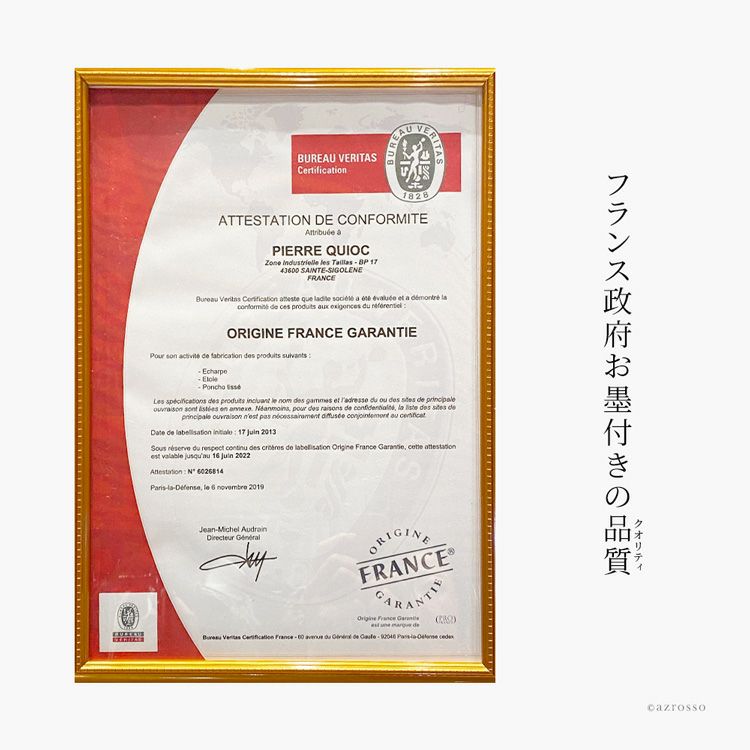 BUREAU VERITAS
Certification
BUREAU VERITAS
1828
ATTESTATION DE CONFORMITE
Attribuée à
PIERRE QUIOC
Zone Industrielle les Taillas - BP 17
43600 SAINTE-SIGOLENE
FRANCE
Bureau Veritas Certification atteste que ladite société a été évaluée et a démontré la
conformité de ces produits aux exigences du référentiel :
ORIGINE FRANCE GARANTIE
Pour son activité de fabrication des produits suivants :
- Echarpe
- Etole
- Poncho tissé
Les spécifications des produits incluant le nom des gammes et l'adresse du ou des sites de principale
ouvraison sont listées en annexe. Néanmoins, pour des raisons de confidentialité, la liste des sites de
principale ouvraison n'est pas nécessairement diffusée conjointement au certificat.
Date de labellisation initiale : 17 juin 2013
Sous réserve du respect continu des critères de labellisation Origine France Garantie, cette attestation
est valable jusqu'au 16 juin 2022
Attestation : N° 6026814
Paris-la-Défense, le 6 novembre 2019
Jean-Michel Audrain
Directeur Général
ORIGINE
FRANCE®
GARANTIE
Origine France Garantie
est une marque de
PRO
BUREAU
VERITAS
Bureau Veritas Certification France - 60 avenue du Général de Gaulle - 92046 Paris-la-Défense cedex
フランス政府お墨付きの品質
クオリティ
©azrosso